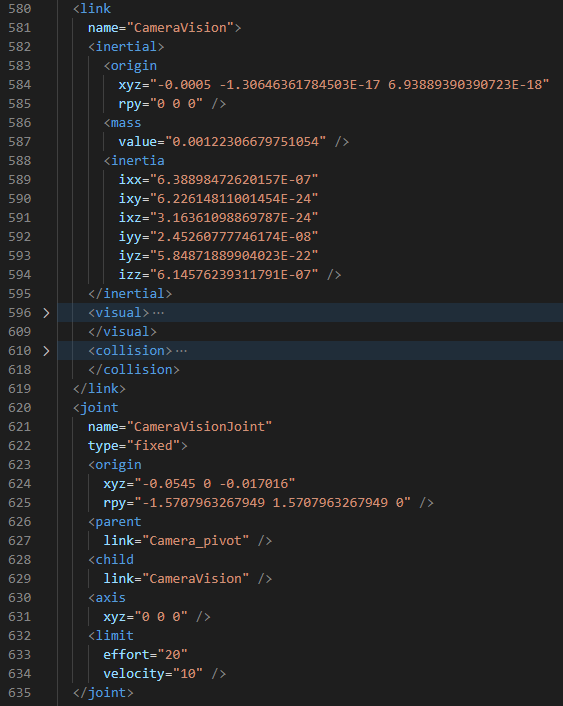 580 <link
581 name="CameraVision">
582 <inertial>
583 <origin
584 xyz="-0.0005 -1.30646361784503E-17 6.93889390390723E-18"
585 rpy="0 0 0" />
586 <mass
587 value="0.00122306679751054" />
588 <inertia
589 ixx="6.38898472620157E-07"
590 ixy="6.22614811001454E-24"
591 ixz="3.16361098869787E-24"
592 iyy="2.45260777746174E-08"
593 iyz="5.84871889904023E-22"
594 izz="6.14576239311791E-07" />
595 </inertial>
596 > <visual>⋯
609 </visual>
610 > <collision>⋯
618 </collision>
619 </link>
620 <joint
621 name="CameraVisionJoint"
622 type="fixed">
623 <origin
624 xyz="-0.0545 0 -0.017016"
625 rpy="-1.5707963267949 1.5707963267949 0" />
626 <parent
627 link="Camera_pivot" />
628 <child
629 link="CameraVision" />
630 <axis
631 xyz="0 0 0" />
632 <limit
633 effort="20"
634 velocity="10" />
635 </joint>